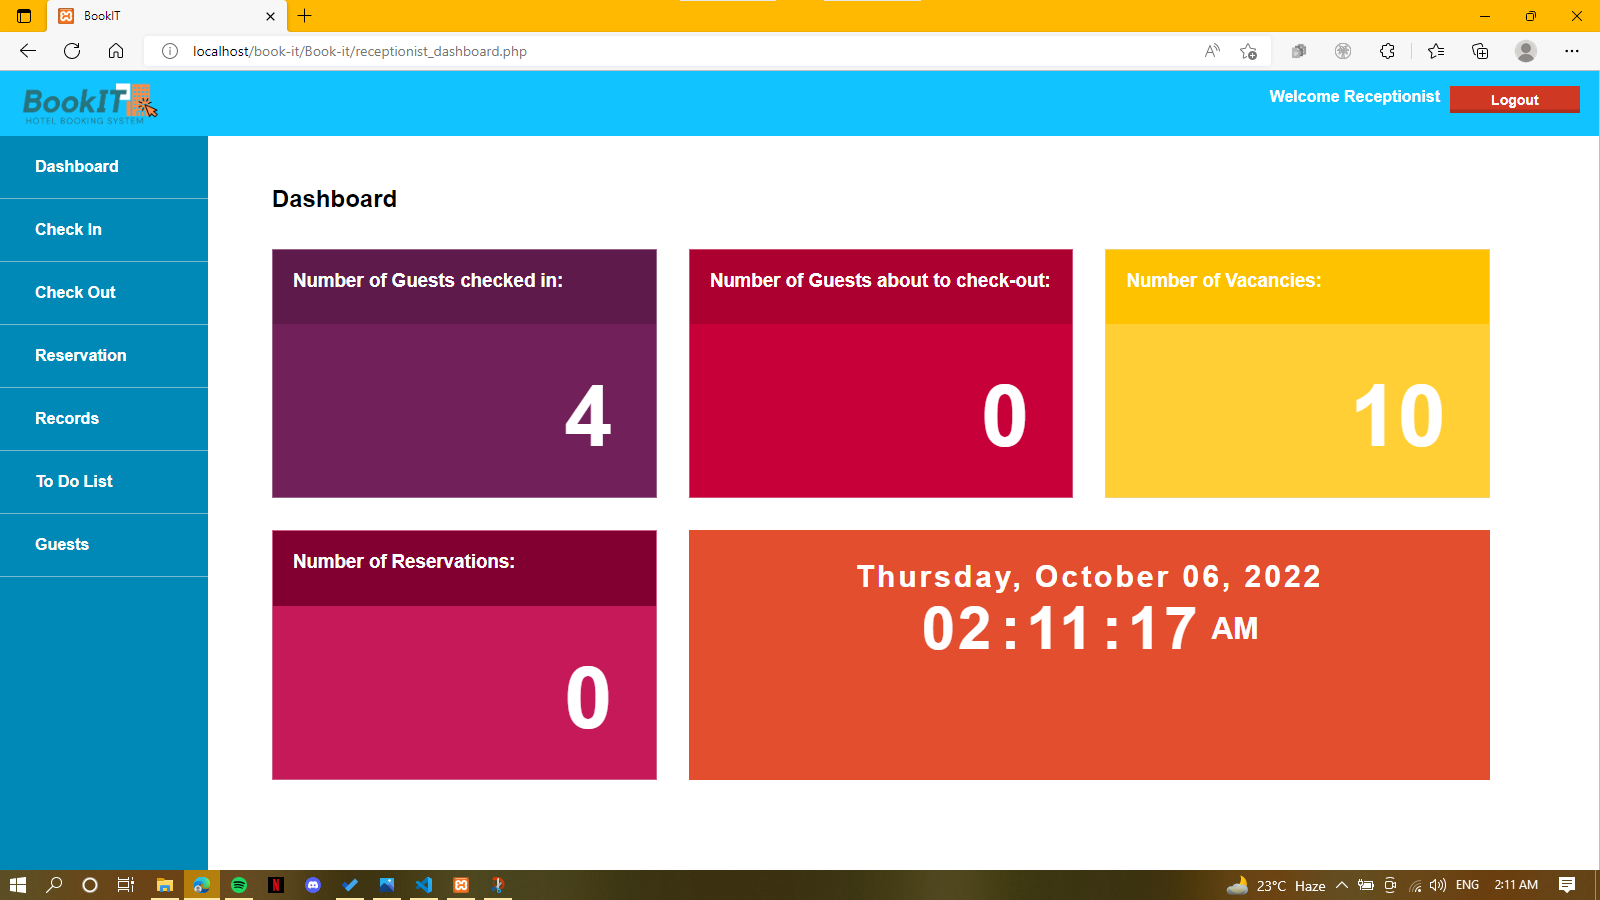 BookIT
localhost/book-it/Book-it/receptionist_dashboard.php
BookIT
HOTEL BOOKING SYSTEM
Welcome Receptionist
Logout
Dashboard
Check In
Check Out
Reservation
Records
To Do List
Guests
Dashboard
Number of Guests checked in:
4
Number of Guests about to check-out:
0
Number of Vacancies:
10
Number of Reservations:
0
Thursday, October 06, 2022
02:11:17 AM
23°C Haze
ENG
2:11 AM